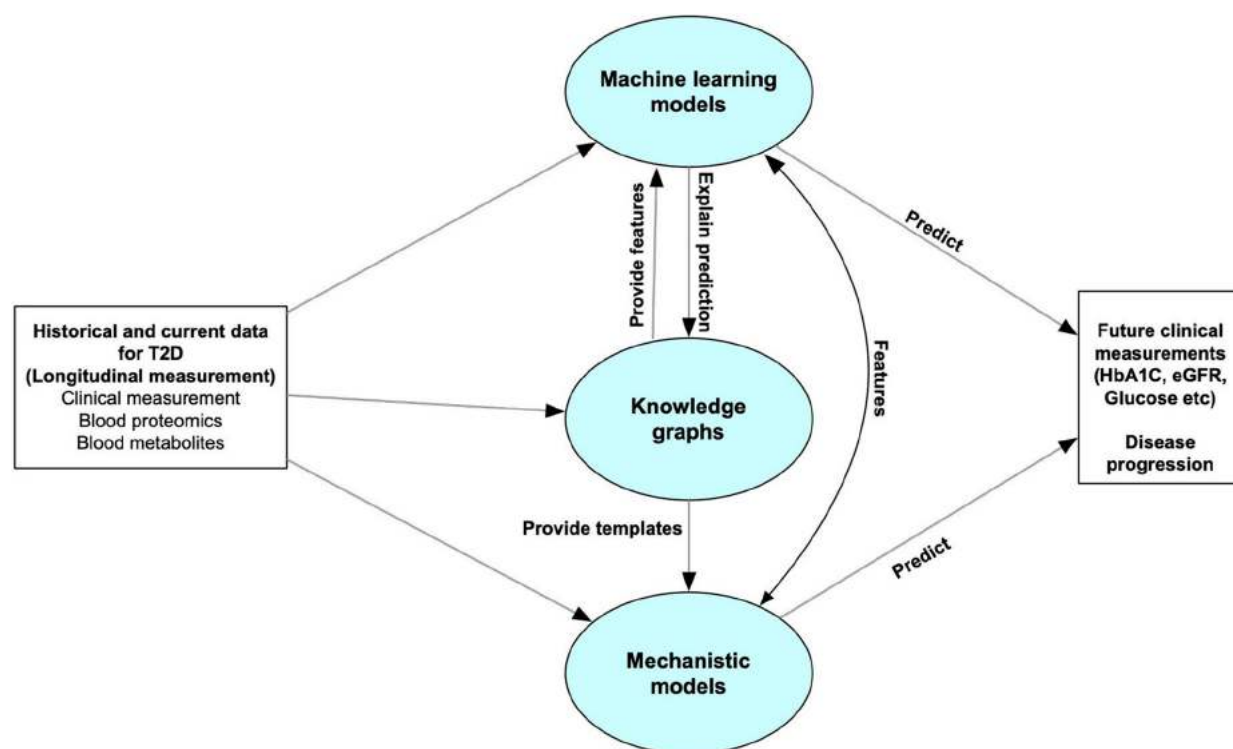 Machine learning
models
Provide features
Explain prediction
Predict
Historical and current data
for T2D
(Longitudinal measurement)
Clinical measurement
Blood proteomics
Blood metabolites
Knowledge
graphs
Features
Future clinical
measurements
(HbA1C, eGFR,
Glucose etc)
Disease
progression
Provide templates
Predict
Mechanistic
models